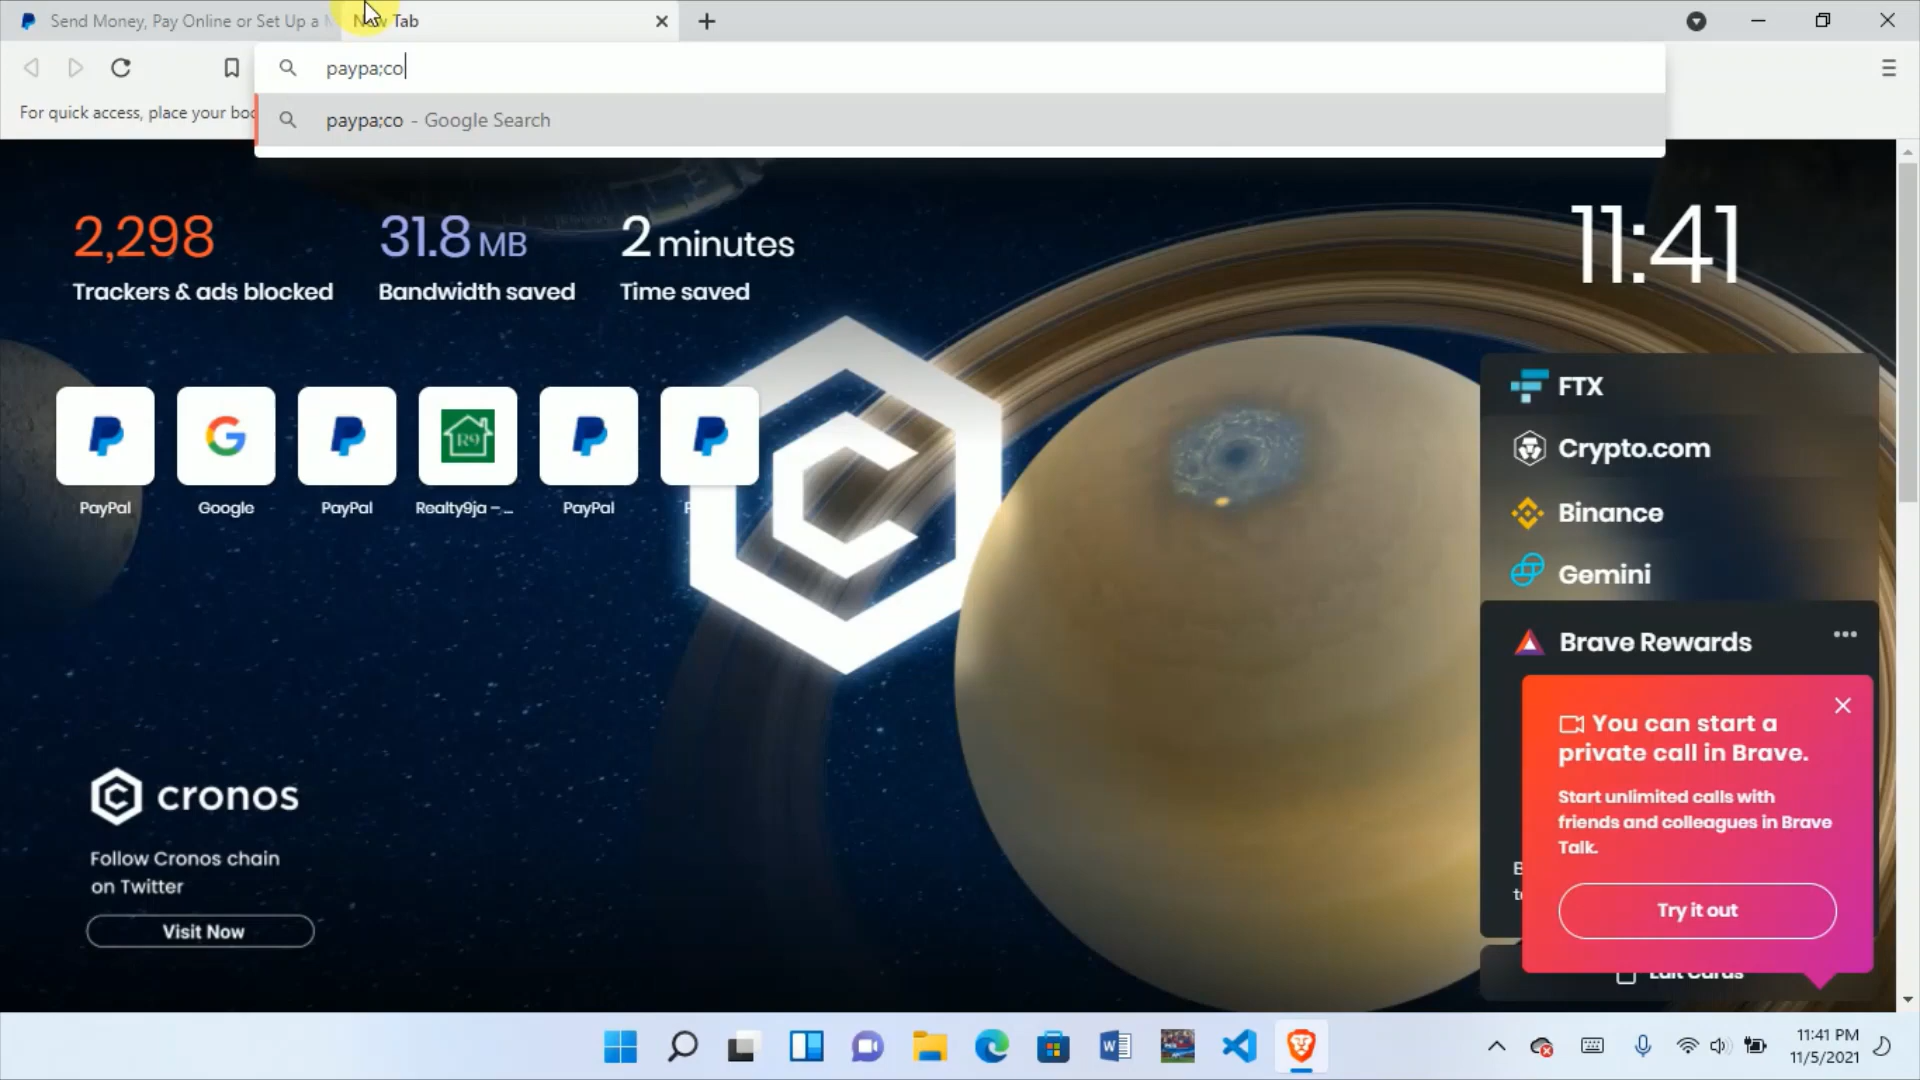 Send Money, Pay Online or Set Up a M
New Tab
paypa;co
For quick access, place your boo
paypa;co - Google Search
2,298
Trackers & ads blocked
31.8 MB
Bandwidth saved
2 minutes
Time saved
11:41
PayPal
Google
PayPal
Realty9ja – ...
PayPal
P
R9
FTX
Crypto.com
Binance
Gemini
Brave Rewards
You can start a
private call in Brave.
Start unlimited calls with
friends and colleagues in Brave
Talk.
Try it out
Edit Cards
cronos
Follow Cronos chain
on Twitter
Visit Now
11:41 PM
11/5/2021